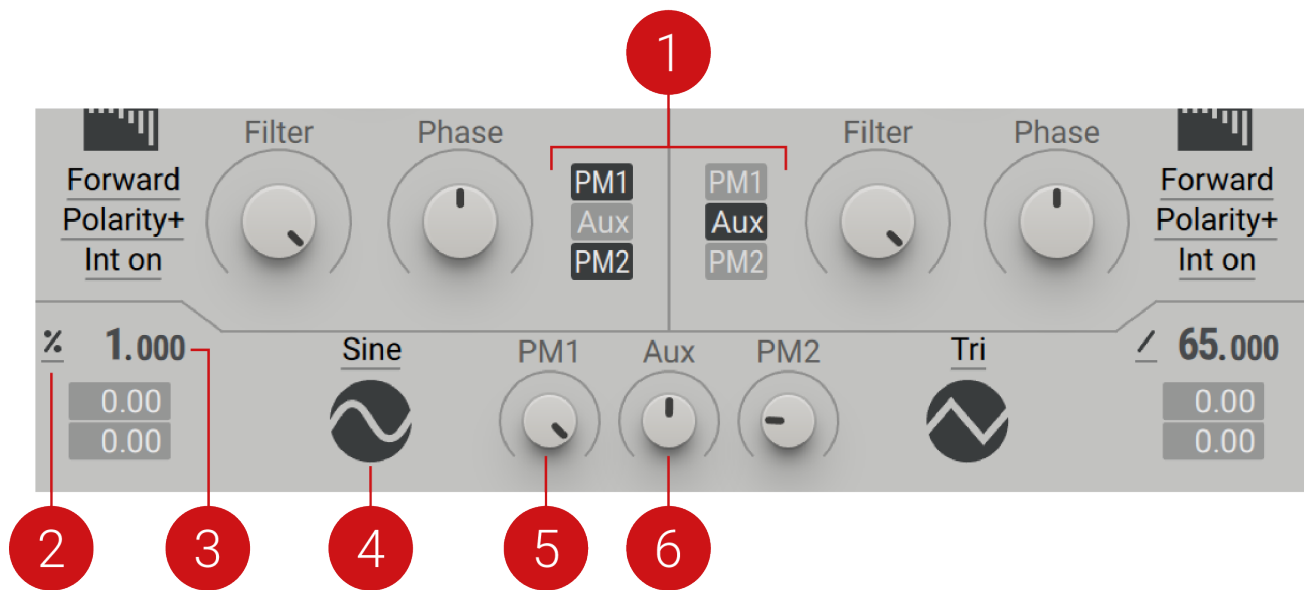 1
Filter Phase Filter Phase
Forward PM1 PM1 Forward
Polarity+ Aux Aux Polarity+
Int on PM2 PM2 Int on
% 1.000 Sine PM1 Aux PM2 Tri / 65.000
0.00 0.00
0.00 0.00
2 3 4 5 6